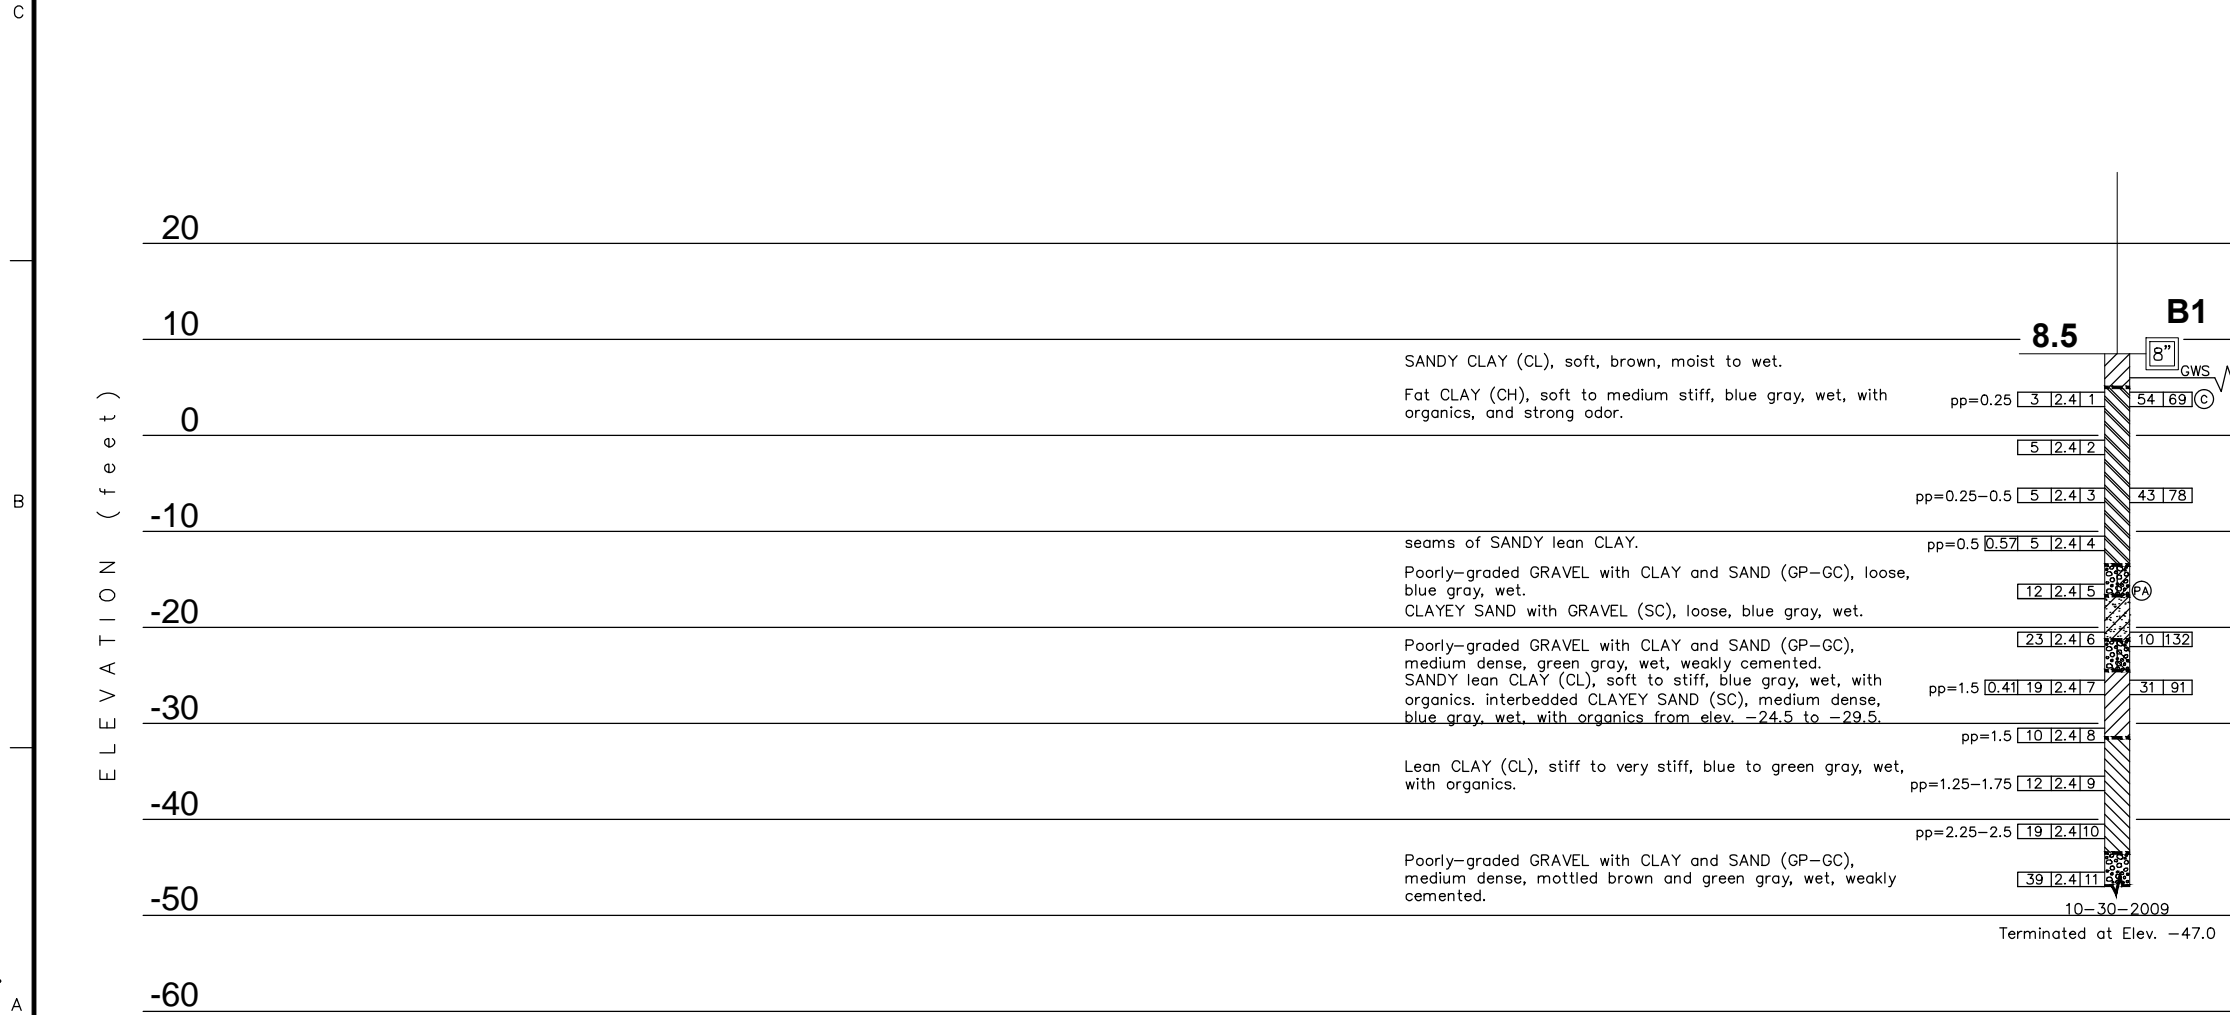 C
20
B1
10
8.5
8"
GWS
SANDY CLAY (CL), soft, brown, moist to wet.
Fat CLAY (CH), soft to medium stiff, blue gray, wet, with
organics, and strong odor.
pp=0.25 3 2.4 1 54 69 C
0
5 2.4 2
B
ELEVATION (feet)
pp=0.25-0.5 5 2.4 3 43 78
-10
seams of SANDY lean CLAY.
pp=0.5 0.57 5 2.4 4
Poorly-graded GRAVEL with CLAY and SAND (GP-GC), loose,
blue gray, wet.
12 2.4 5 PA
CLAYEY SAND with GRAVEL (SC), loose, blue gray, wet.
-20
23 2.4 6 10 132
Poorly-graded GRAVEL with CLAY and SAND (GP-GC),
medium dense, green gray, wet, weakly cemented.
SANDY lean CLAY (CL), soft to stiff, blue gray, wet, with
organics. interbedded CLAYEY SAND (SC), medium dense,
blue gray, wet, with organics from elev. -24.5 to -29.5.
pp=1.5 0.41 19 2.4 7 31 91
-30
pp=1.5 10 2.4 8
Lean CLAY (CL), stiff to very stiff, blue to green gray, wet,
with organics.
pp=1.25-1.75 12 2.4 9
-40
pp=2.25-2.5 19 2.4 10
Poorly-graded GRAVEL with CLAY and SAND (GP-GC),
medium dense, mottled brown and green gray, wet, weakly
cemented.
39 2.4 11
-50
10-30-2009
Terminated at Elev. -47.0
-60
A